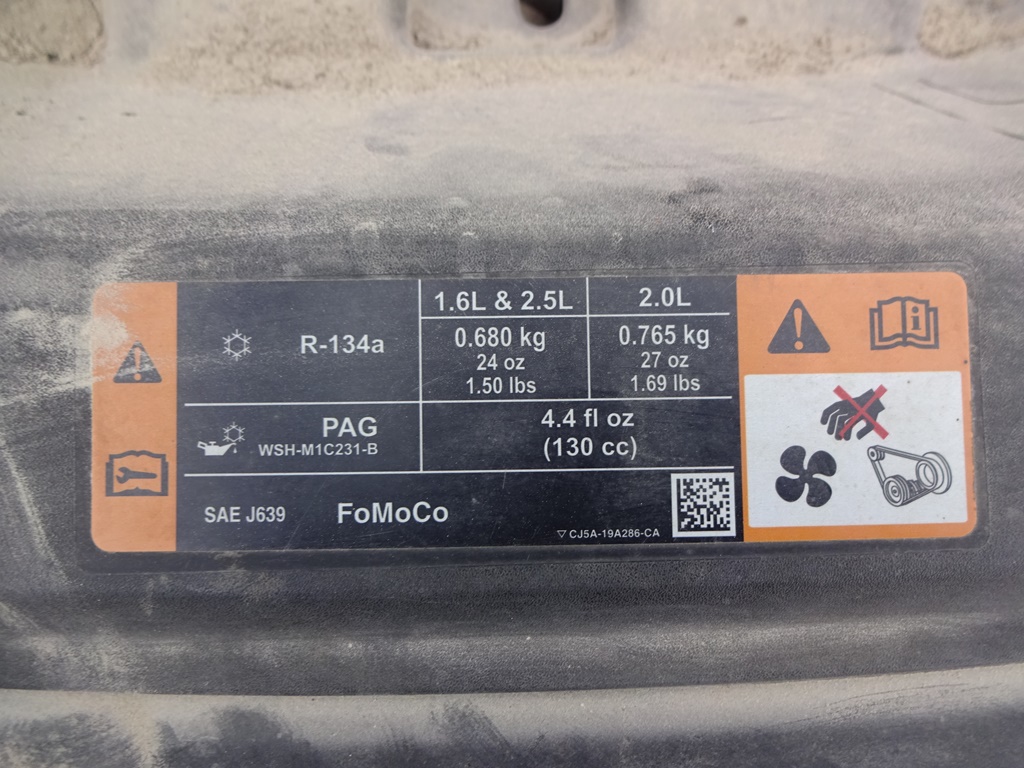 1.6L & 2.5L
2.0L
R-134a
0.680 kg
24 oz
1.50 lbs
0.765 kg
27 oz
1.69 lbs
PAG
WSH-M1C231-B
4.4 fl oz
(130 cc)
SAE J639
FoMoCo
▽ CJ5A-19A286-CA